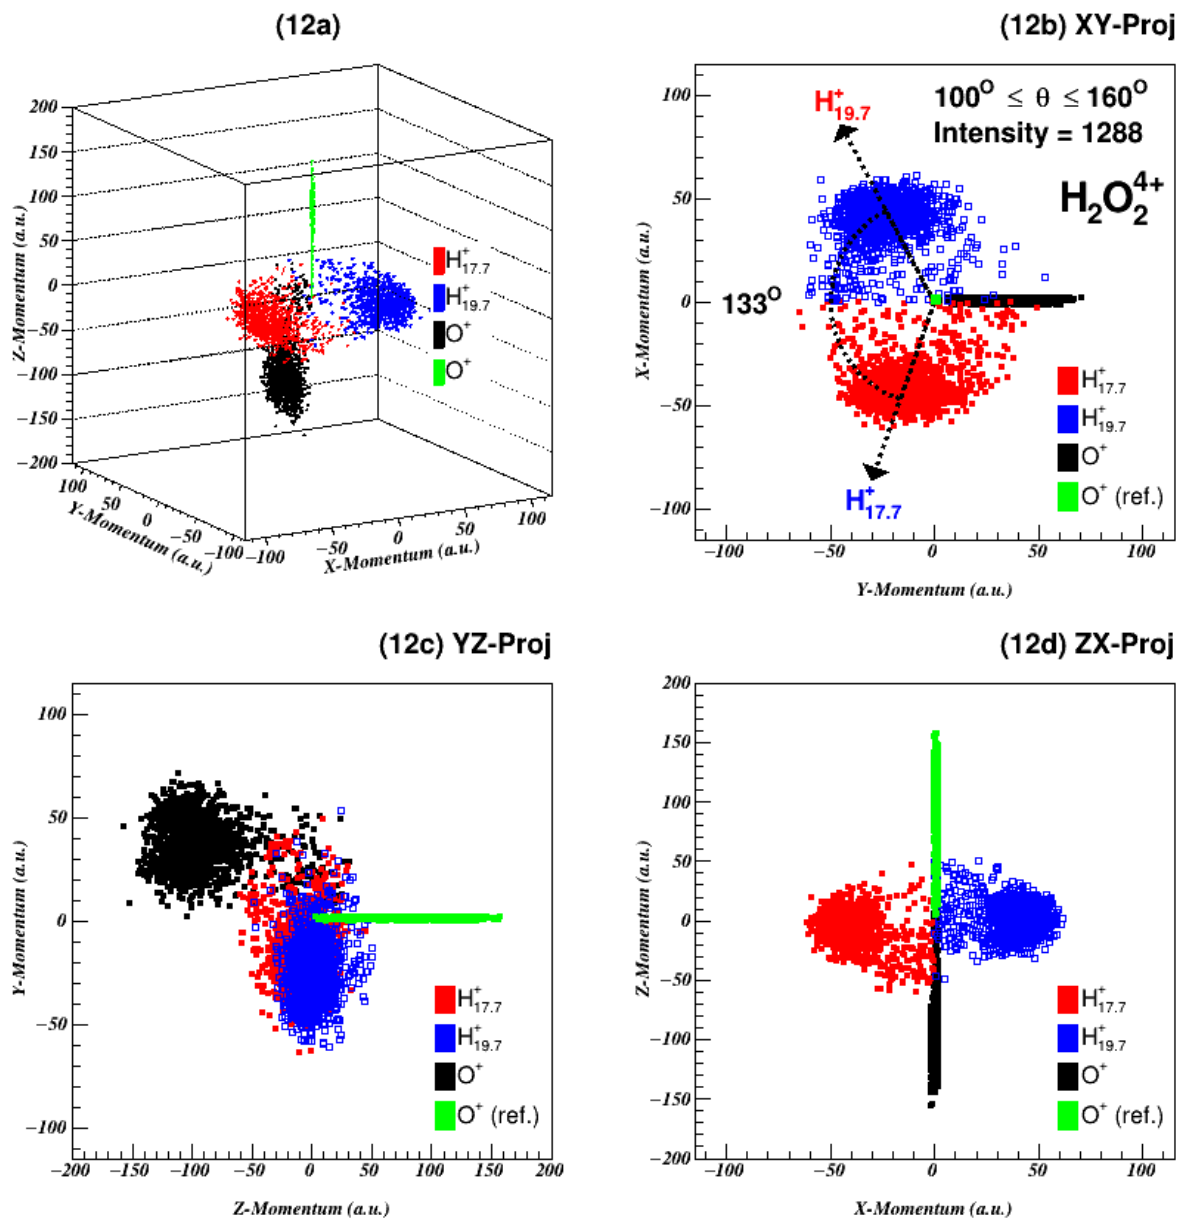 (12a)
200
150
100
50
0
−50
−100
−150
−200
Z-Momentum (a.u.)
100
50
0
−50
−100
Y-Momentum (a.u.)
−100
−50
0
50
100
X-Momentum (a.u.)
H+17.7
H+19.7
O+
O+
(12b) XY-Proj
100O ≤ θ ≤ 160O
Intensity = 1288
H2O24+
H+19.7
133O
H+17.7
100
50
0
−50
−100
X-Momentum (a.u.)
−100
−50
0
50
100
Y-Momentum (a.u.)
H+17.7
H+19.7
O+
O+ (ref.)
(12c) YZ-Proj
100
50
0
−50
−100
Y-Momentum (a.u.)
−200
−150
−100
−50
0
50
100
150
200
Z-Momentum (a.u.)
H+17.7
H+19.7
O+
O+ (ref.)
(12d) ZX-Proj
200
150
100
50
0
−50
−100
−150
−200
Z-Momentum (a.u.)
−100
−50
0
50
100
X-Momentum (a.u.)
H+17.7
H+19.7
O+
O+ (ref.)